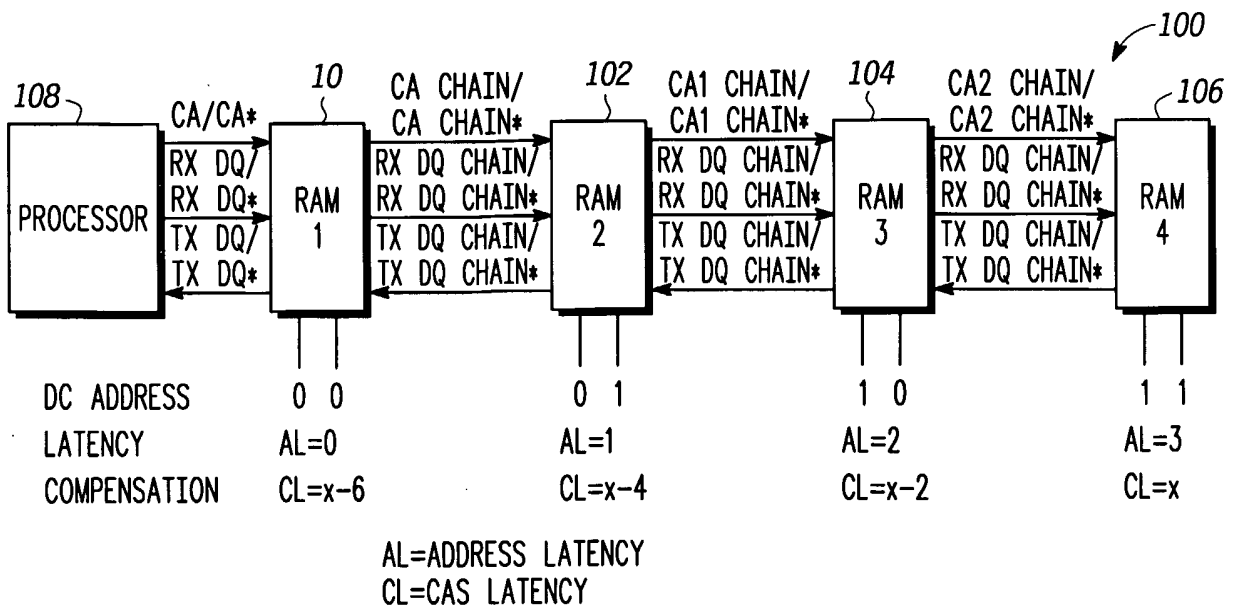 100
108
10
102
104
106
CA/CA*
RX DQ/
RX DQ*
TX DQ/
TX DQ*
CA CHAIN/
CA CHAIN*
RX DQ CHAIN/
RX DQ CHAIN*
TX DQ CHAIN/
TX DQ CHAIN*
CA1 CHAIN/
CA1 CHAIN*
RX DQ CHAIN/
RX DQ CHAIN*
TX DQ CHAIN/
TX DQ CHAIN*
CA2 CHAIN/
CA2 CHAIN*
RX DQ CHAIN/
RX DQ CHAIN*
TX DQ CHAIN/
TX DQ CHAIN*
PROCESSOR
RAM
1
RAM
2
RAM
3
RAM
4
DC ADDRESS 0 0 0 1 1 0 1 1
LATENCY AL=0 AL=1 AL=2 AL=3
COMPENSATION CL=x-6 CL=x-4 CL=x-2 CL=x
AL=ADDRESS LATENCY
CL=CAS LATENCY